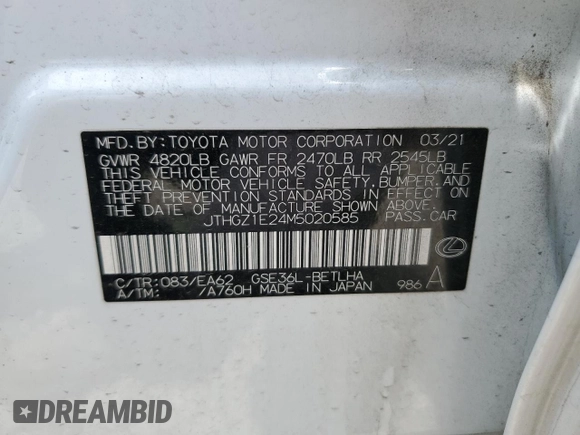 MFD.BY:TOYOTA MOTOR CORPORATION 03/21
GVWR 4820LB GAWR FR 2470LB RR 2545LB
THIS VEHICLE CONFORMS TO ALL APPLICABLE
FEDERAL MOTOR VEHICLE SAFETY,BUMPER,AND
THEFT PREVENTION STANDARDS IN EFFECT ON
THE DATE OF MANUFACTURE SHOWN ABOVE.
JTHGZ1E24M5020585 PASS.CAR
C/TR:083/EA62 GSE36L-BETLHA
A/TM: /A760H MADE IN JAPAN 986 A
DREAMBID